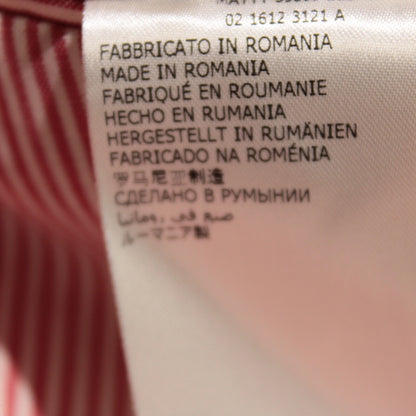 02 1612 3121 A
FABBRICATO IN ROMANIA
MADE IN ROMANIA
FABRIQUÉ EN ROUMANIE
HECHO EN RUMANIA
HERGESTELLT IN RUMÄNIEN
FABRICADO NA ROMÉNIA
罗马尼亚制造
СДЕЛАНО В РУМЫНИИ
صنع في رومانيا
ルーマニア製